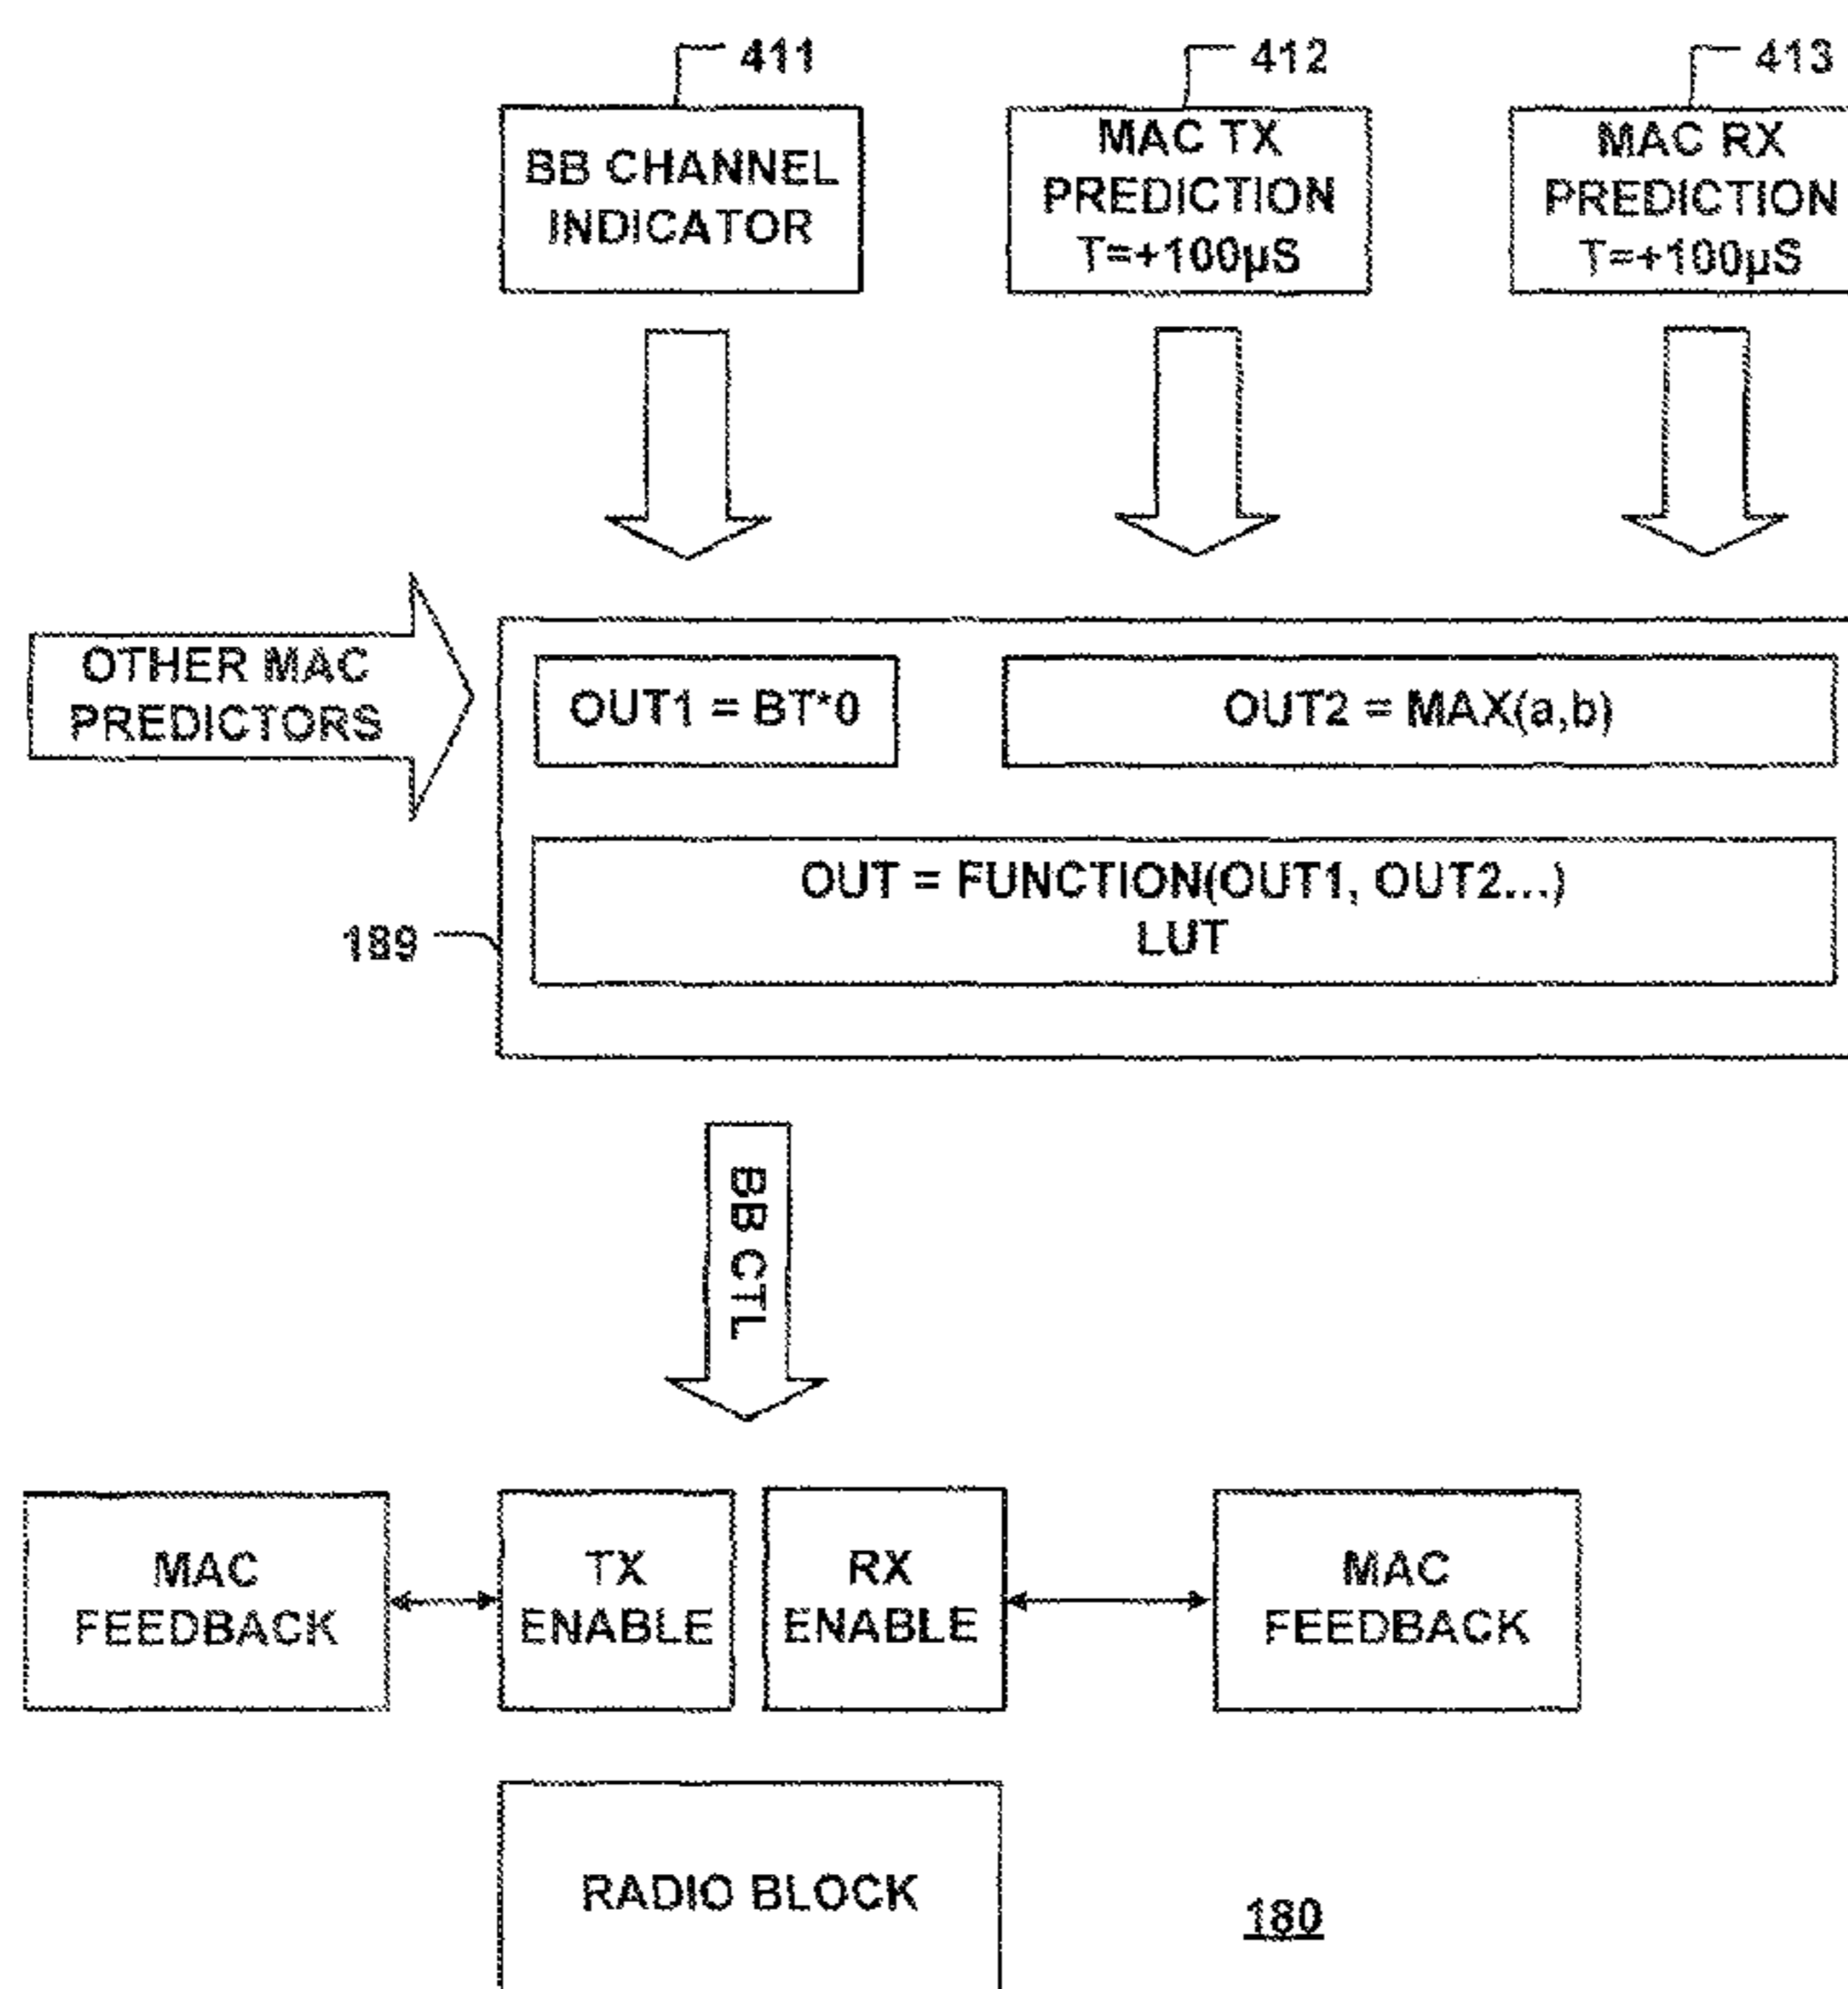 411
412
413
BB CHANNEL
INDICATOR
MAC TX
PREDICTION
T=+100µS
MAC RX
PREDICTION
T=+100µS
OTHER MAC
PREDICTORS
OUT1 = BT*0
OUT2 = MAX(a,b)
OUT = FUNCTION(OUT1, OUT2...)
LUT
189
BB CTL
MAC
FEEDBACK
TX
ENABLE
RX
ENABLE
MAC
FEEDBACK
RADIO BLOCK
180